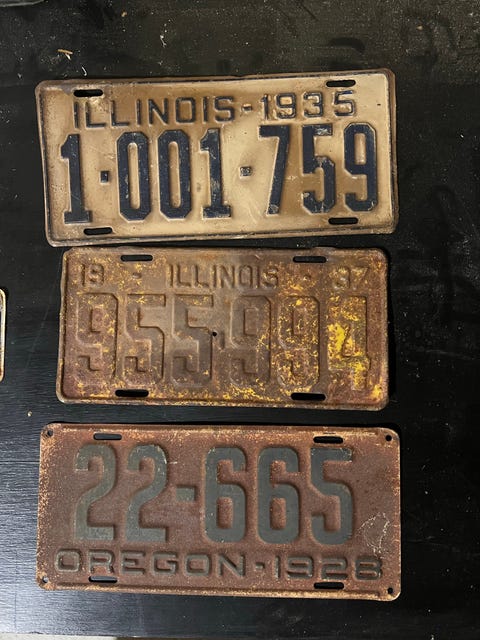 ILLINOIS-1935
1·001·759
19 - ILLINOIS - 37
955·994
22-665
OREGON-1928